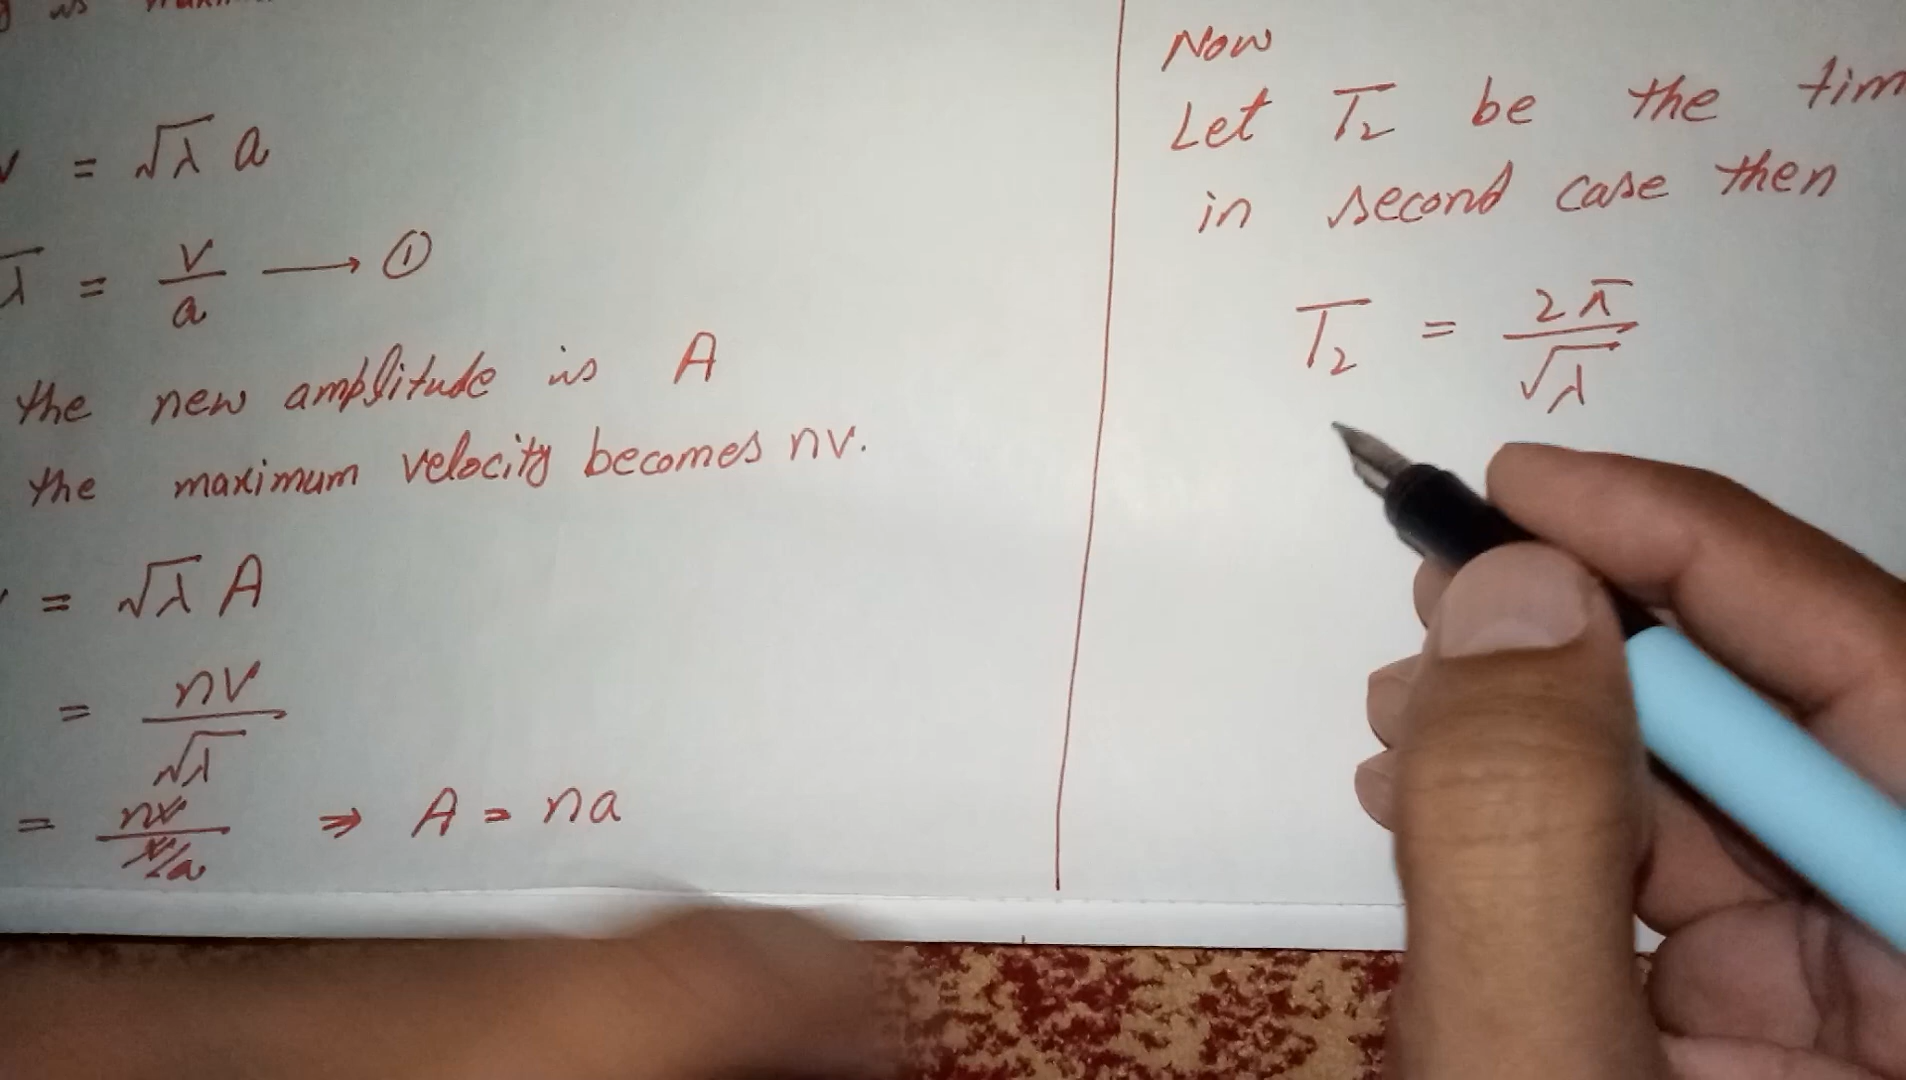 is
v = √λ a
√λ = v/a → ①
the new amplitude is A
the maximum velocity becomes nv.
= √λ A
= nv/√λ
= nv/(v/a) ⇒ A = na
Now
Let T₂ be the tim
in second case then
T₂ = 2π/√λ